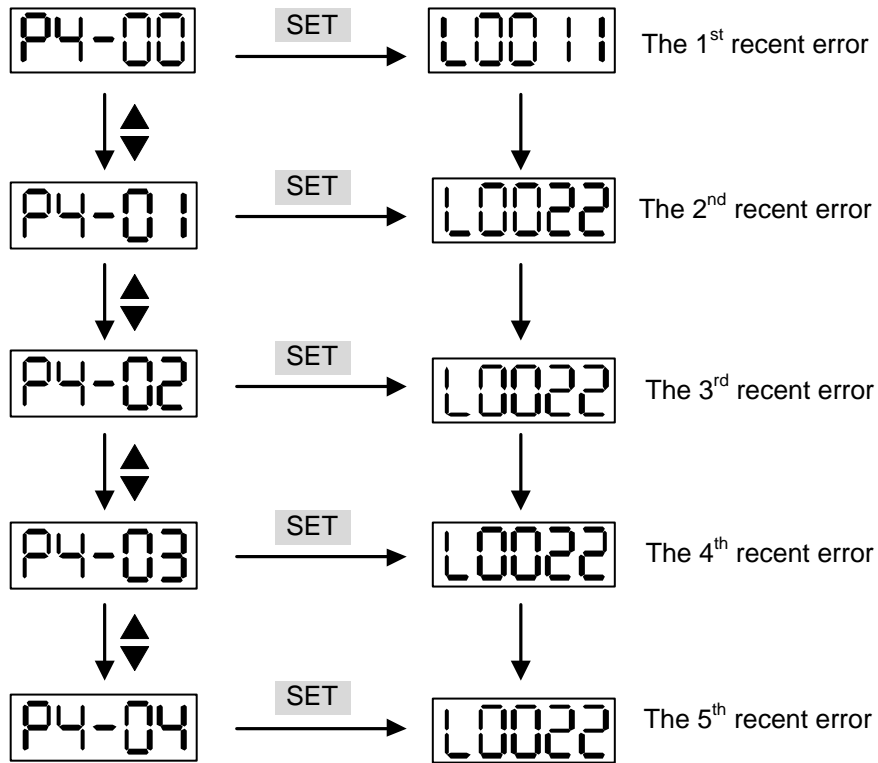 P4-00 SET L0011 The 1st recent error
P4-01 SET L0022 The 2nd recent error
P4-02 SET L0022 The 3rd recent error
P4-03 SET L0022 The 4th recent error
P4-04 SET L0022 The 5th recent error